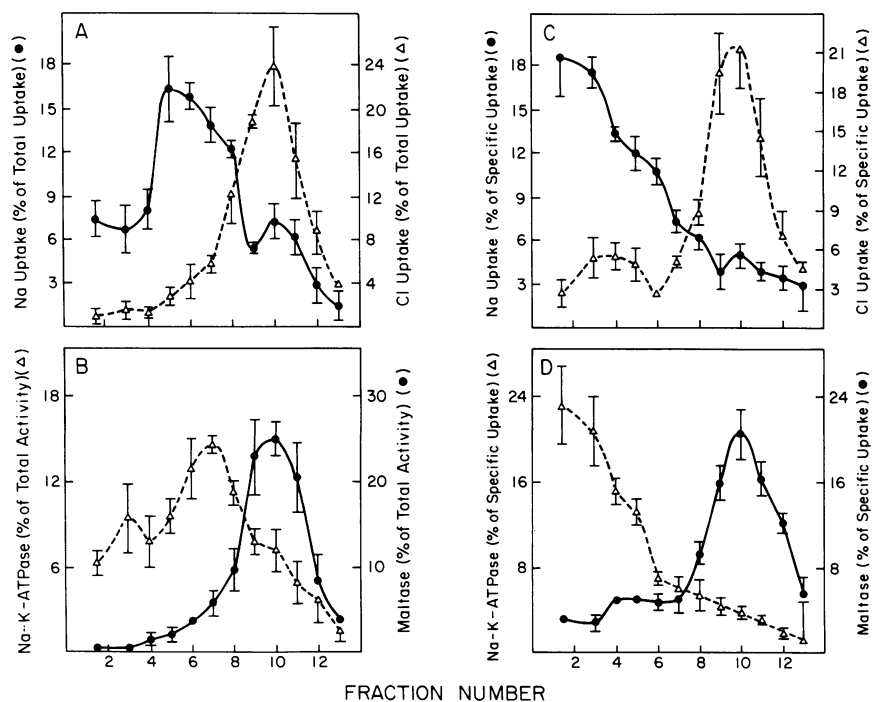 A
Na Uptake (% of Total Uptake) (●)
18
15
12
9
6
3
Cl Uptake (% of Total Uptake) (△)
24
20
16
12
8
4
C
Na Uptake (% of Specific Uptake) (●)
18
15
12
9
6
3
Cl Uptake (% of Specific Uptake) (△)
21
18
15
12
9
6
3
B
Na-K-ATPase (% of Total Activity) (△)
18
12
6
Maltase (% of Total Activity) (●)
30
20
10
2 4 6 8 10 12
D
Na-K-ATPase (% of Specific Uptake) (△)
24
16
8
Maltase (% of Specific Uptake) (●)
24
16
8
2 4 6 8 10 12
FRACTION NUMBER